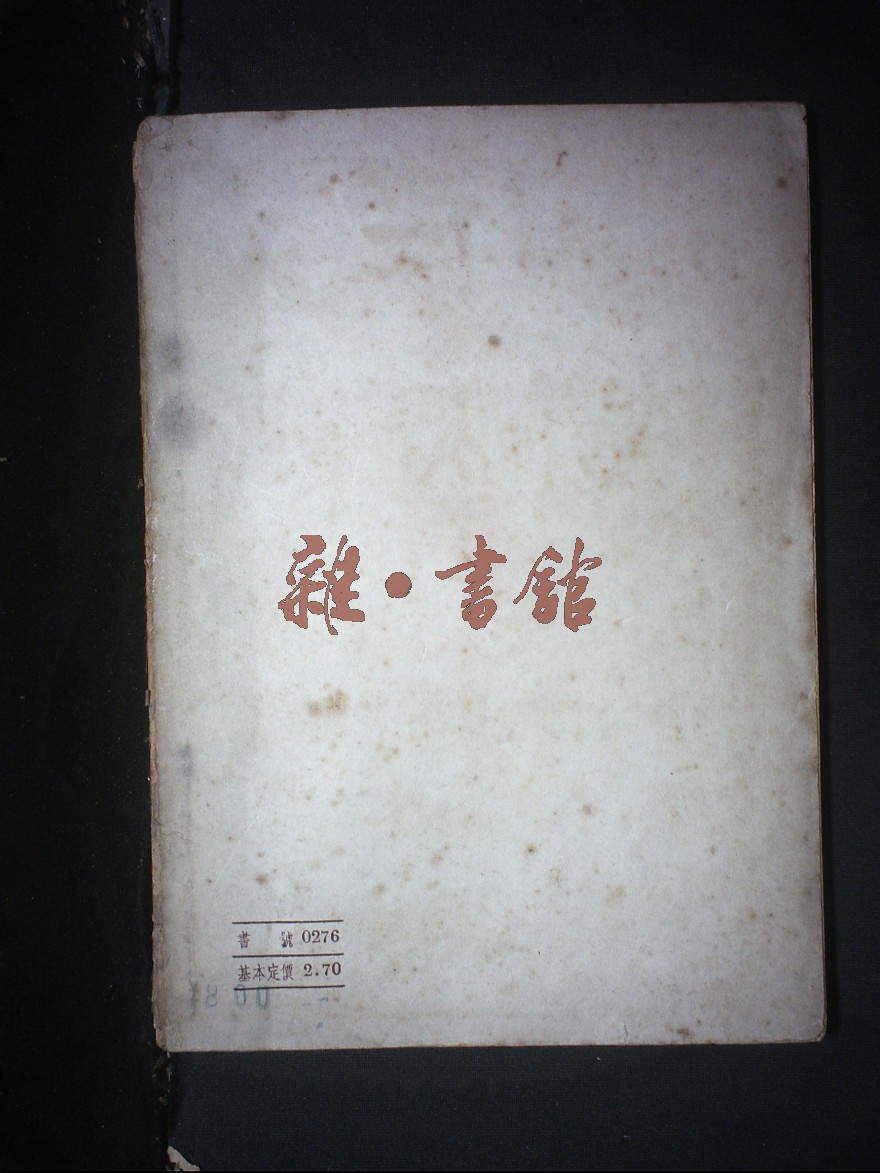 雜·書館
書 號 0276
基本定價 2.70